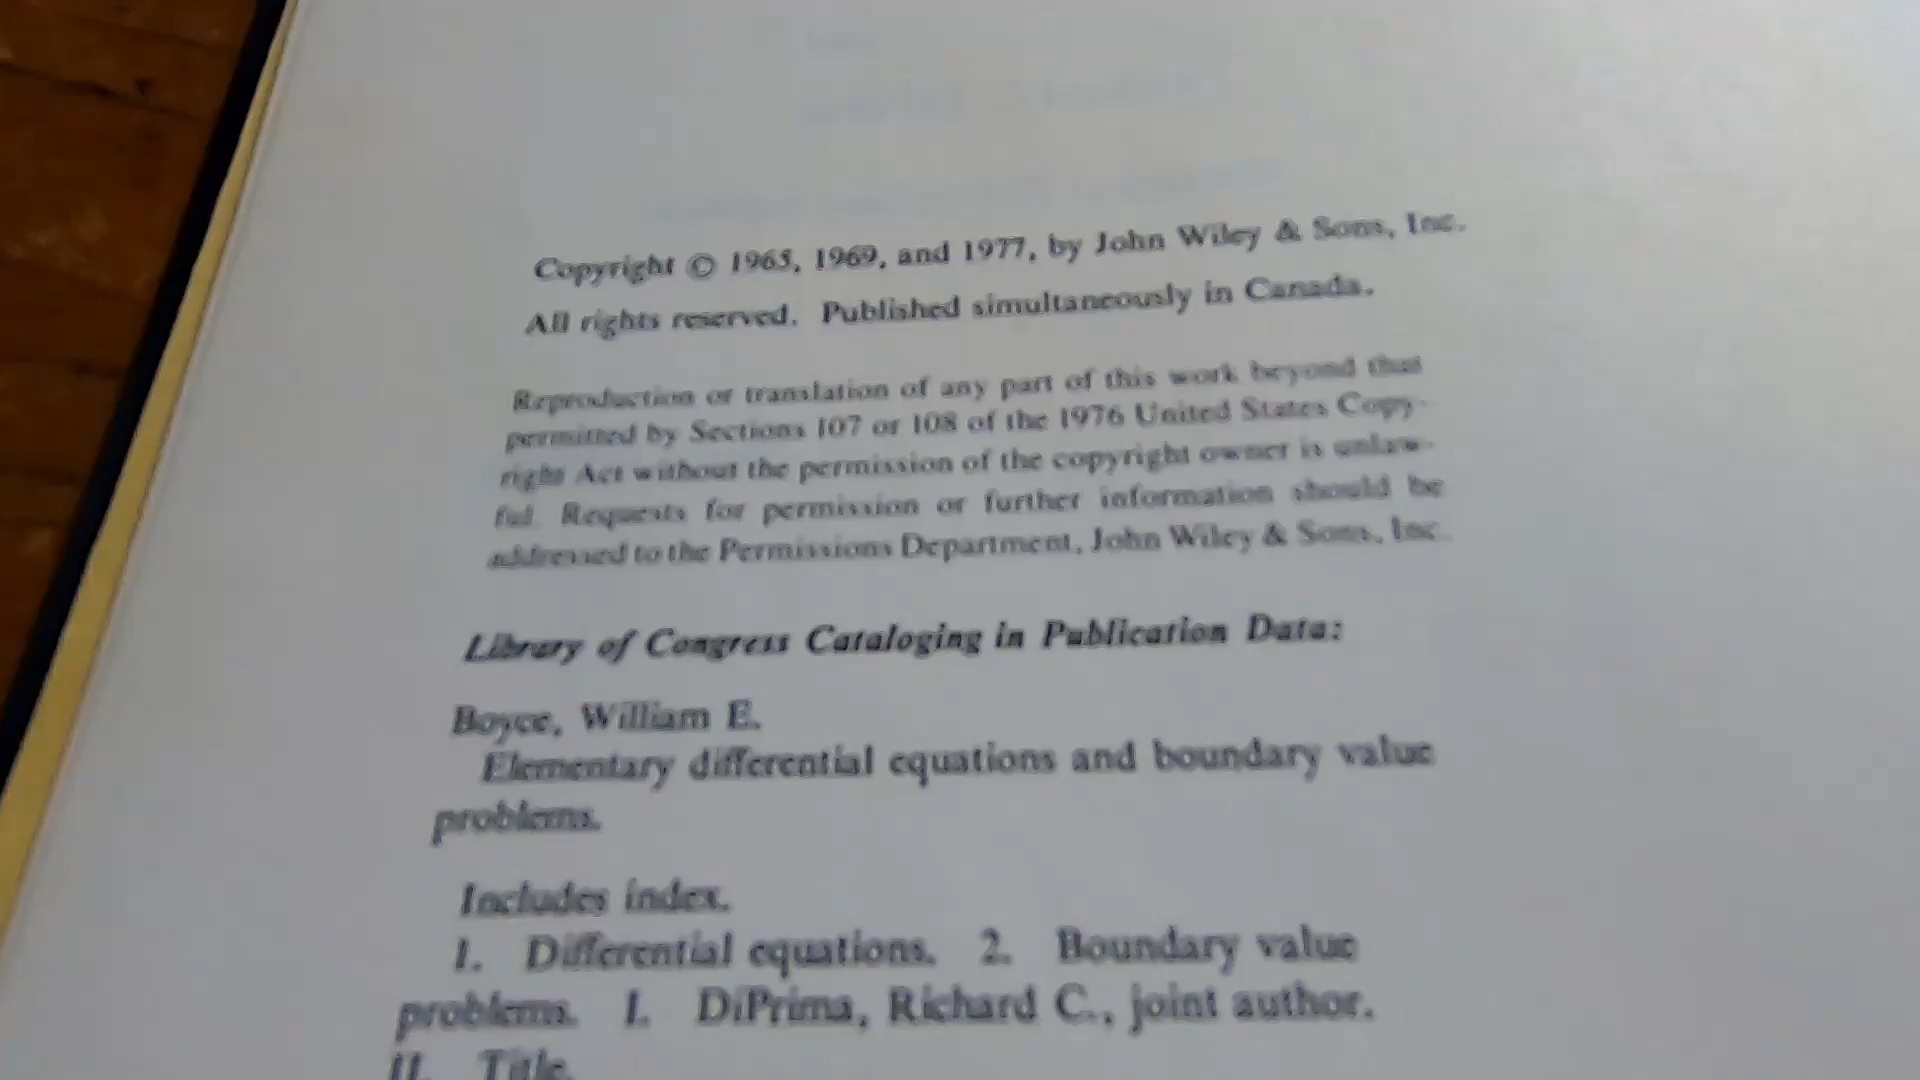 Copyright © 1965, 1969, and 1977, by John Wiley & Sons, Inc.
All rights reserved. Published simultaneously in Canada.
Reproduction or translation of any part of this work beyond that
permitted by Sections 107 or 108 of the 1976 United States Copy-
right Act without the permission of the copyright owner is unlaw-
ful. Requests for permission or further information should be
addressed to the Permissions Department, John Wiley & Sons, Inc.
Library of Congress Cataloging in Publication Data:
Boyce, William E.
Elementary differential equations and boundary value
problems.
Includes index.
1. Differential equations. 2. Boundary value
problems. I. DiPrima, Richard C., joint author.
II. Title.